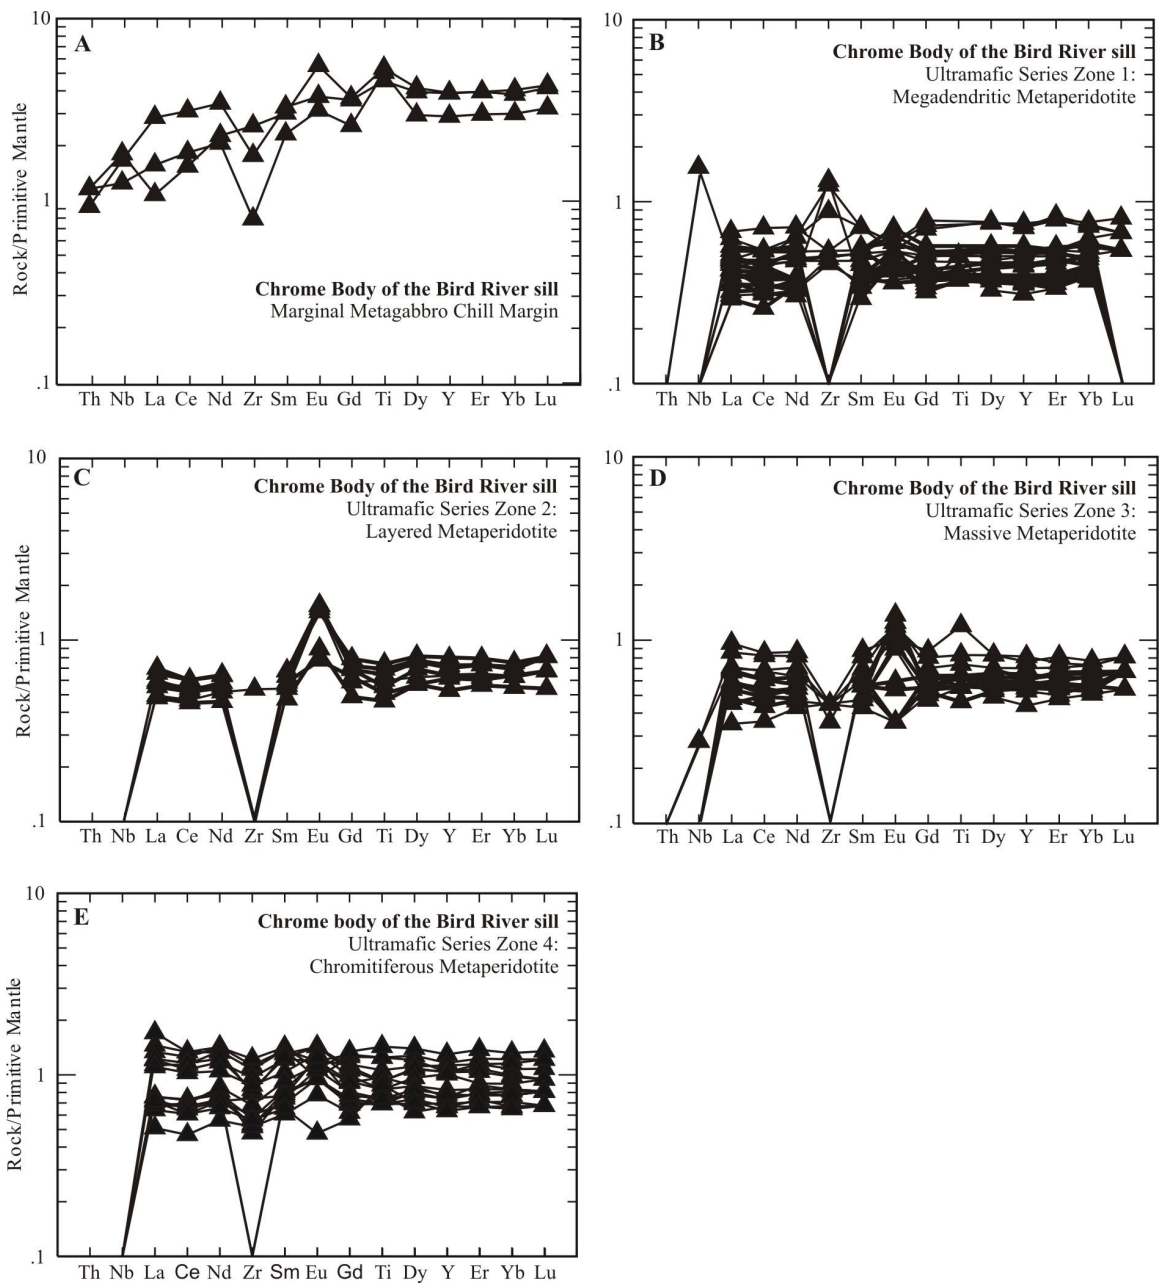 10
A
1
.1
Rock/Primitive Mantle
Chrome Body of the Bird River sill
Marginal Metagabbro Chill Margin
Th Nb La Ce Nd Zr Sm Eu Gd Ti Dy Y Er Yb Lu
10
B
Chrome Body of the Bird River sill
Ultramafic Series Zone 1:
Megadendritic Metaperidotite
1
.1
Th Nb La Ce Nd Zr Sm Eu Gd Ti Dy Y Er Yb Lu
10
C
Chrome Body of the Bird River sill
Ultramafic Series Zone 2:
Layered Metaperidotite
1
.1
Rock/Primitive Mantle
Th Nb La Ce Nd Zr Sm Eu Gd Ti Dy Y Er Yb Lu
10
D
Chrome Body of the Bird River sill
Ultramafic Series Zone 3:
Massive Metaperidotite
1
.1
Th Nb La Ce Nd Zr Sm Eu Gd Ti Dy Y Er Yb Lu
10
E
Chrome body of the Bird River sill
Ultramafic Series Zone 4:
Chromitiferous Metaperidotite
1
.1
Rock/Primitive Mantle
Th Nb La Ce Nd Zr Sm Eu Gd Ti Dy Y Er Yb Lu